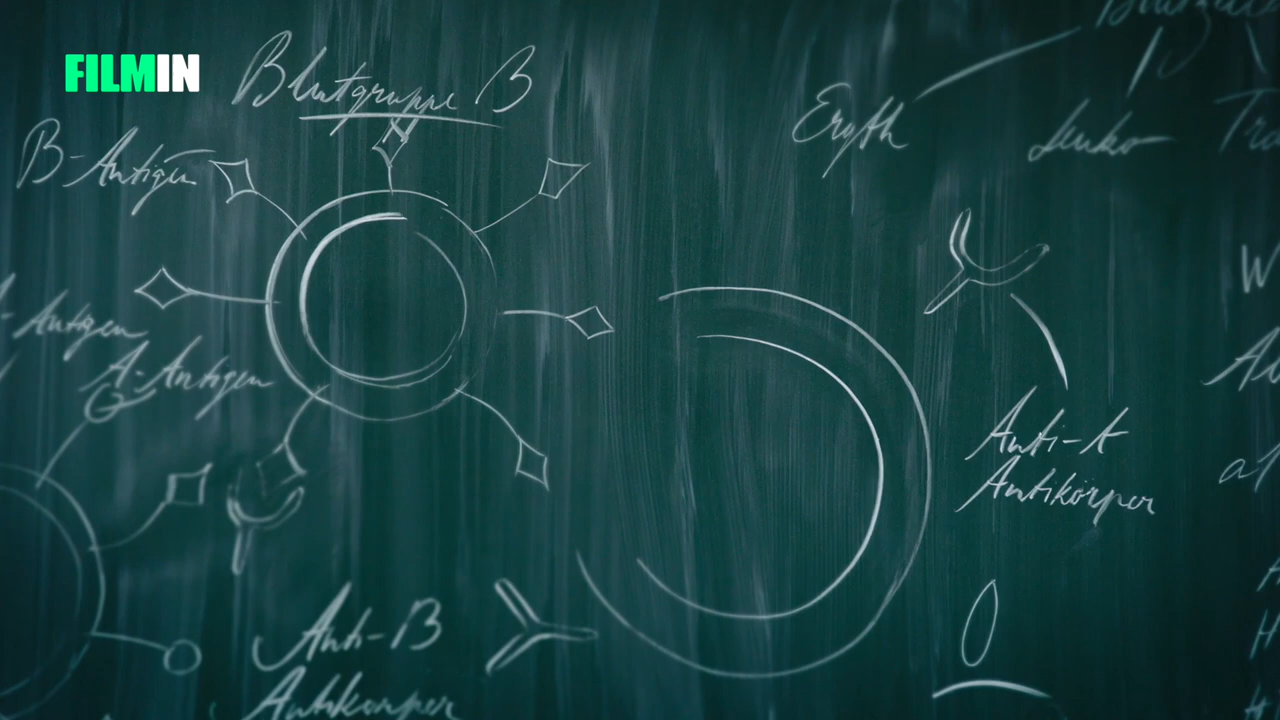 FILMIN
Blutgruppe B
B-Antigen
Eryth
Leuko
Antigen
A-Antigen
Anti-A
Antikörper
Anti-B
Antikörper